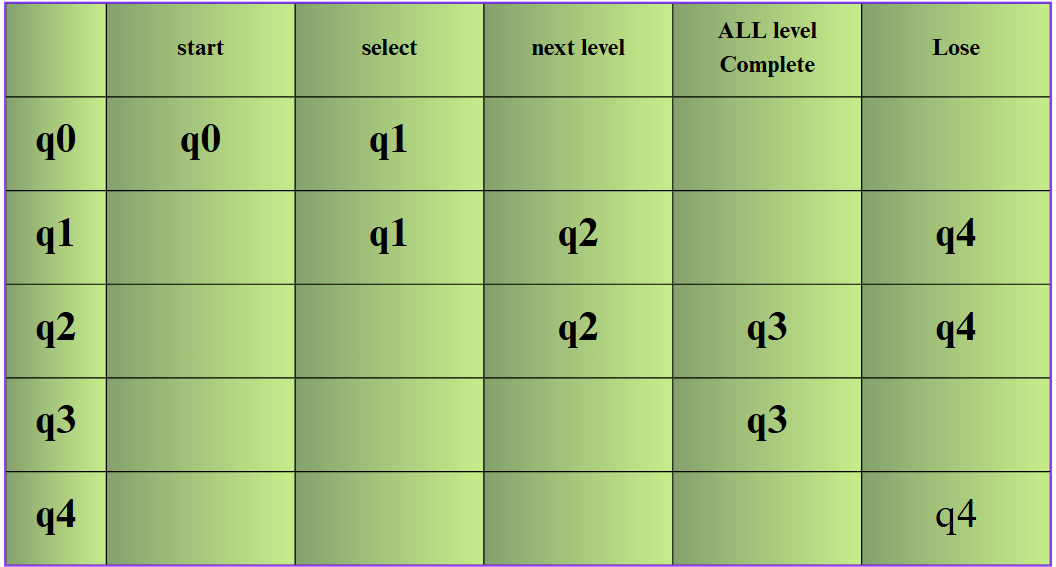 start select next level ALL level
Complete Lose
q0 q0 q1
q1 q1 q2 q4
q2 q2 q3 q4
q3 q3
q4 q4